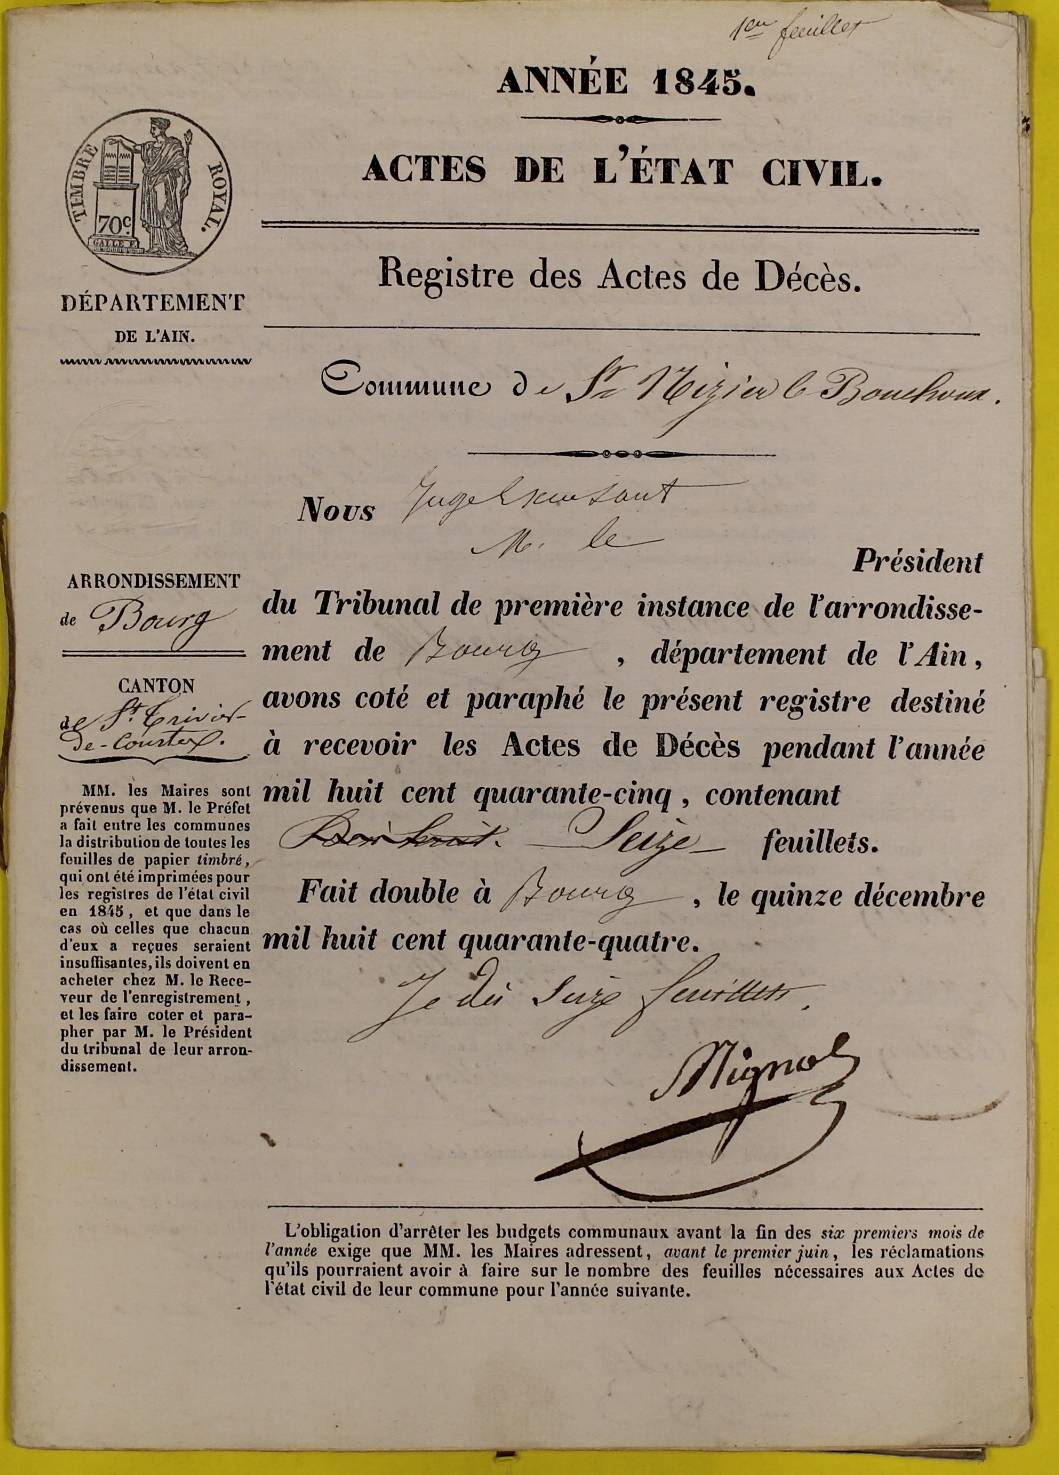 1er feuillet
ANNÉE 1845.
ACTES DE L'ÉTAT CIVIL.
TIMBRE ROYAL.
70c.
DÉPARTEMENT
DE L'AIN.
Registre des Actes de Décès.
Commune de St Nizier le Bouchoux.
Nous Juge
M. le
Président
du Tribunal de première instance de l'arrondisse-
ment de Bourg, département de l'Ain,
avons coté et paraphé le présent registre destiné
à recevoir les Actes de Décès pendant l'année
mil huit cent quarante-cinq, contenant
Seize feuillets.
Fait double à Bourg, le quinze décembre
mil huit cent quarante-quatre.
Je dis Seize feuillets.
ARRONDISSEMENT
de Bourg
CANTON
de St Trivier-
de-Courtes.
MM. les Maires sont
prévenus que M. le Préfet
a fait entre les communes
la distribution de toutes les
feuilles de papier timbré,
qui ont été imprimées pour
les registres de l'état civil
en 1845, et que dans le
cas où celles que chacun
d'eux a reçues seraient
insuffisantes, ils doivent en
acheter chez M. le Rece-
veur de l'enregistrement,
et les faire coter et para-
pher par M. le Président
du tribunal de leur arron-
dissement.
L'obligation d'arrêter les budgets communaux avant la fin des six premiers mois de
l'année exige que MM. les Maires adressent, avant le premier juin, les réclamations
qu'ils pourraient avoir à faire sur le nombre des feuilles nécessaires aux Actes de
l'état civil de leur commune pour l'année suivante.